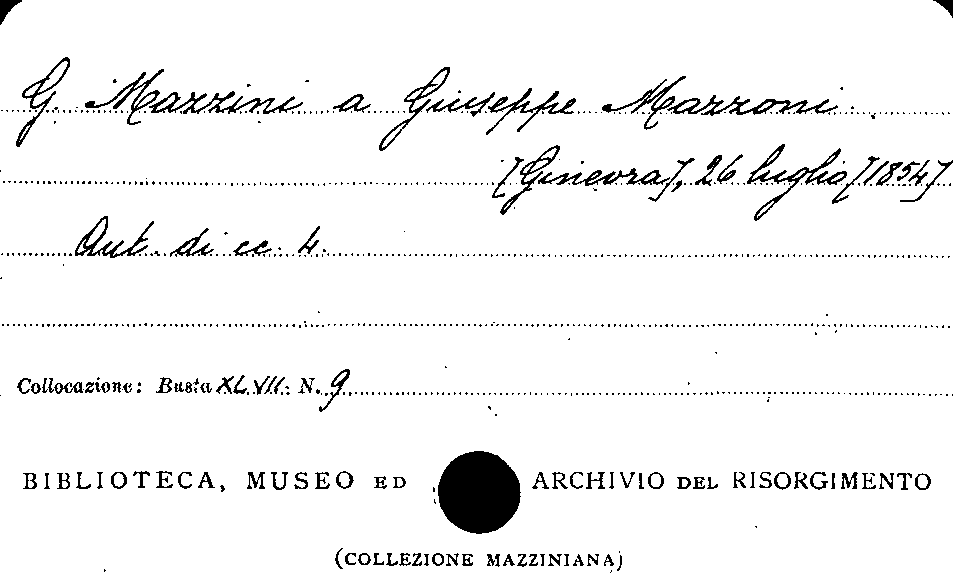 G. Mazzini a Giuseppe Mazzoni.
[Ginevra], 26 luglio [1854]
Aut. di cc. 4.
Collocazione: Busta XLVII. N. 9
BIBLIOTECA, MUSEO ED ARCHIVIO DEL RISORGIMENTO
(COLLEZIONE MAZZINIANA)